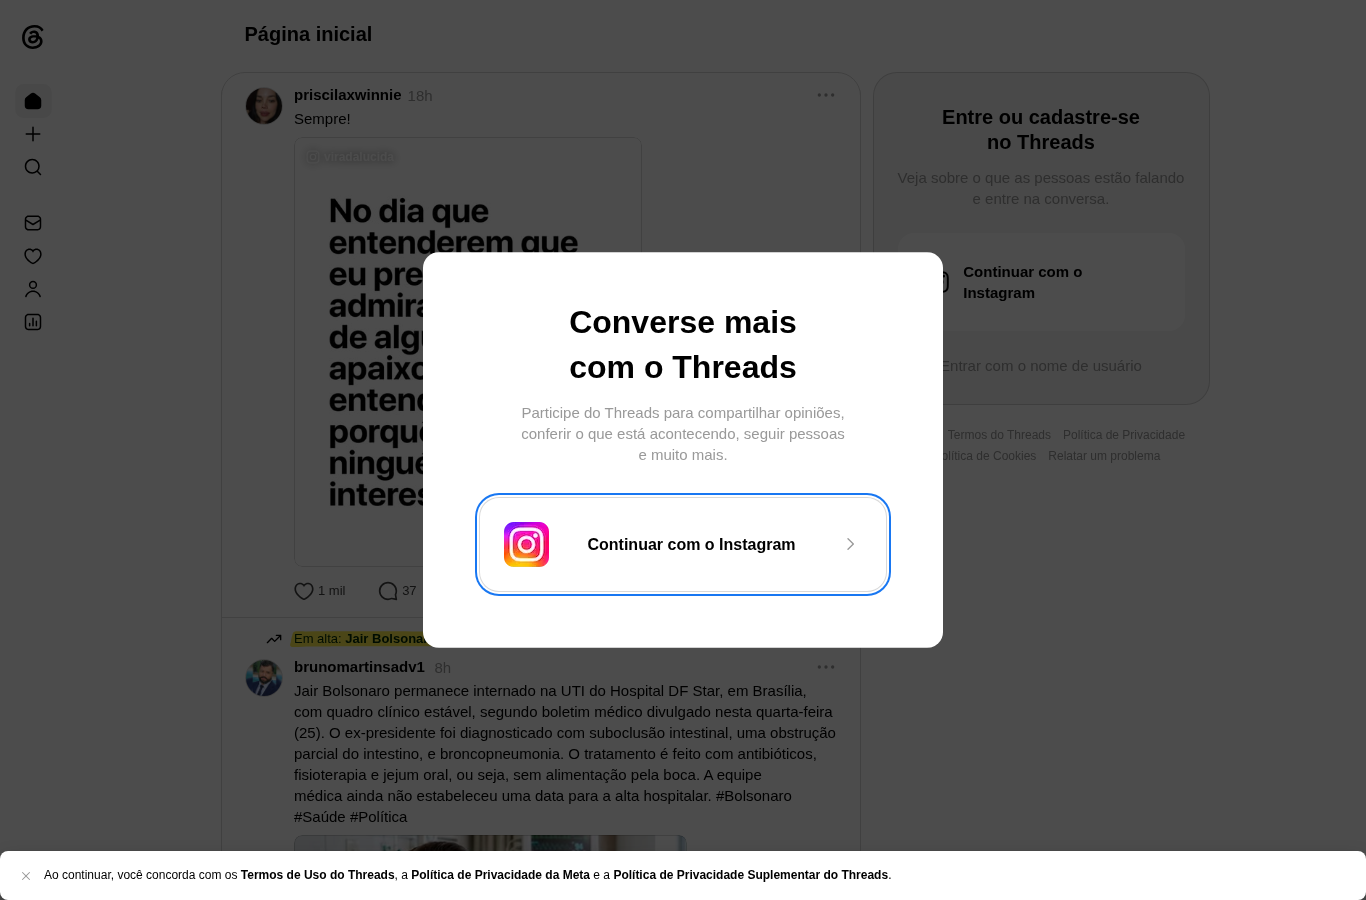 Página inicial
priscilaxwinnie 18h
Sempre!
No dia que
entenderem que
eu pre
admira
de alg
apaixo
entend
porqu
ningue
interes
1 mil 37
Em alta: Jair Bolsona
brunomartinsadv1 8h
Jair Bolsonaro permanece internado na UTI do Hospital DF Star, em Brasília,
com quadro clínico estável, segundo boletim médico divulgado nesta quarta-feira
(25). O ex-presidente foi diagnosticado com suboclusão intestinal, uma obstrução
parcial do intestino, e broncopneumonia. O tratamento é feito com antibióticos,
fisioterapia e jejum oral, ou seja, sem alimentação pela boca. A equipe
médica ainda não estabeleceu uma data para a alta hospitalar. #Bolsonaro
#Saúde #Política
Entre ou cadastre-se
no Threads
Veja sobre o que as pessoas estão falando
e entre na conversa.
Continuar com o
Instagram
Entrar com o nome de usuário
Termos do Threads Política de Privacidade
olítica de Cookies Relatar um problema
Converse mais
com o Threads
Participe do Threads para compartilhar opiniões,
conferir o que está acontecendo, seguir pessoas
e muito mais.
Continuar com o Instagram
Ao continuar, você concorda com os Termos de Uso do Threads, a Política de Privacidade da Meta e a Política de Privacidade Suplementar do Threads.